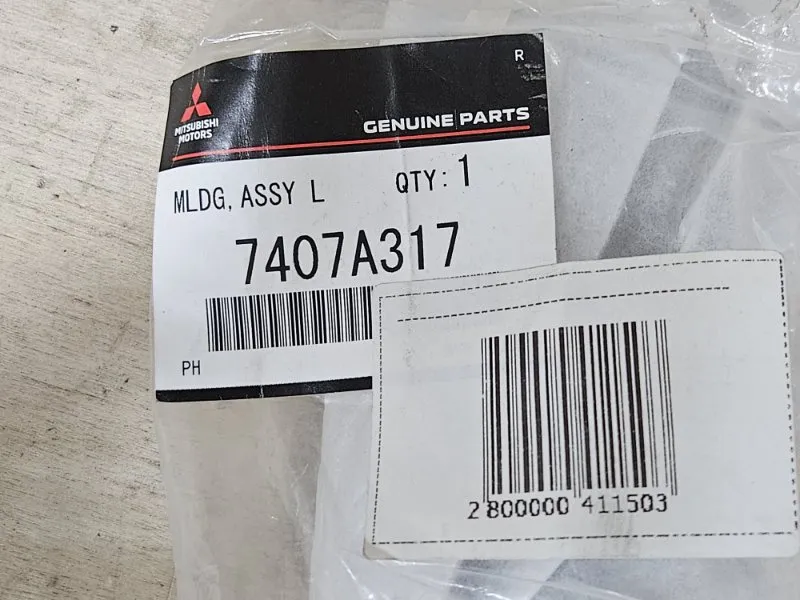 R
MITSUBISHI
MOTORS
GENUINE PARTS
MLDG, ASSY L QTY: 1
7407A317
PH
2 800000 411503